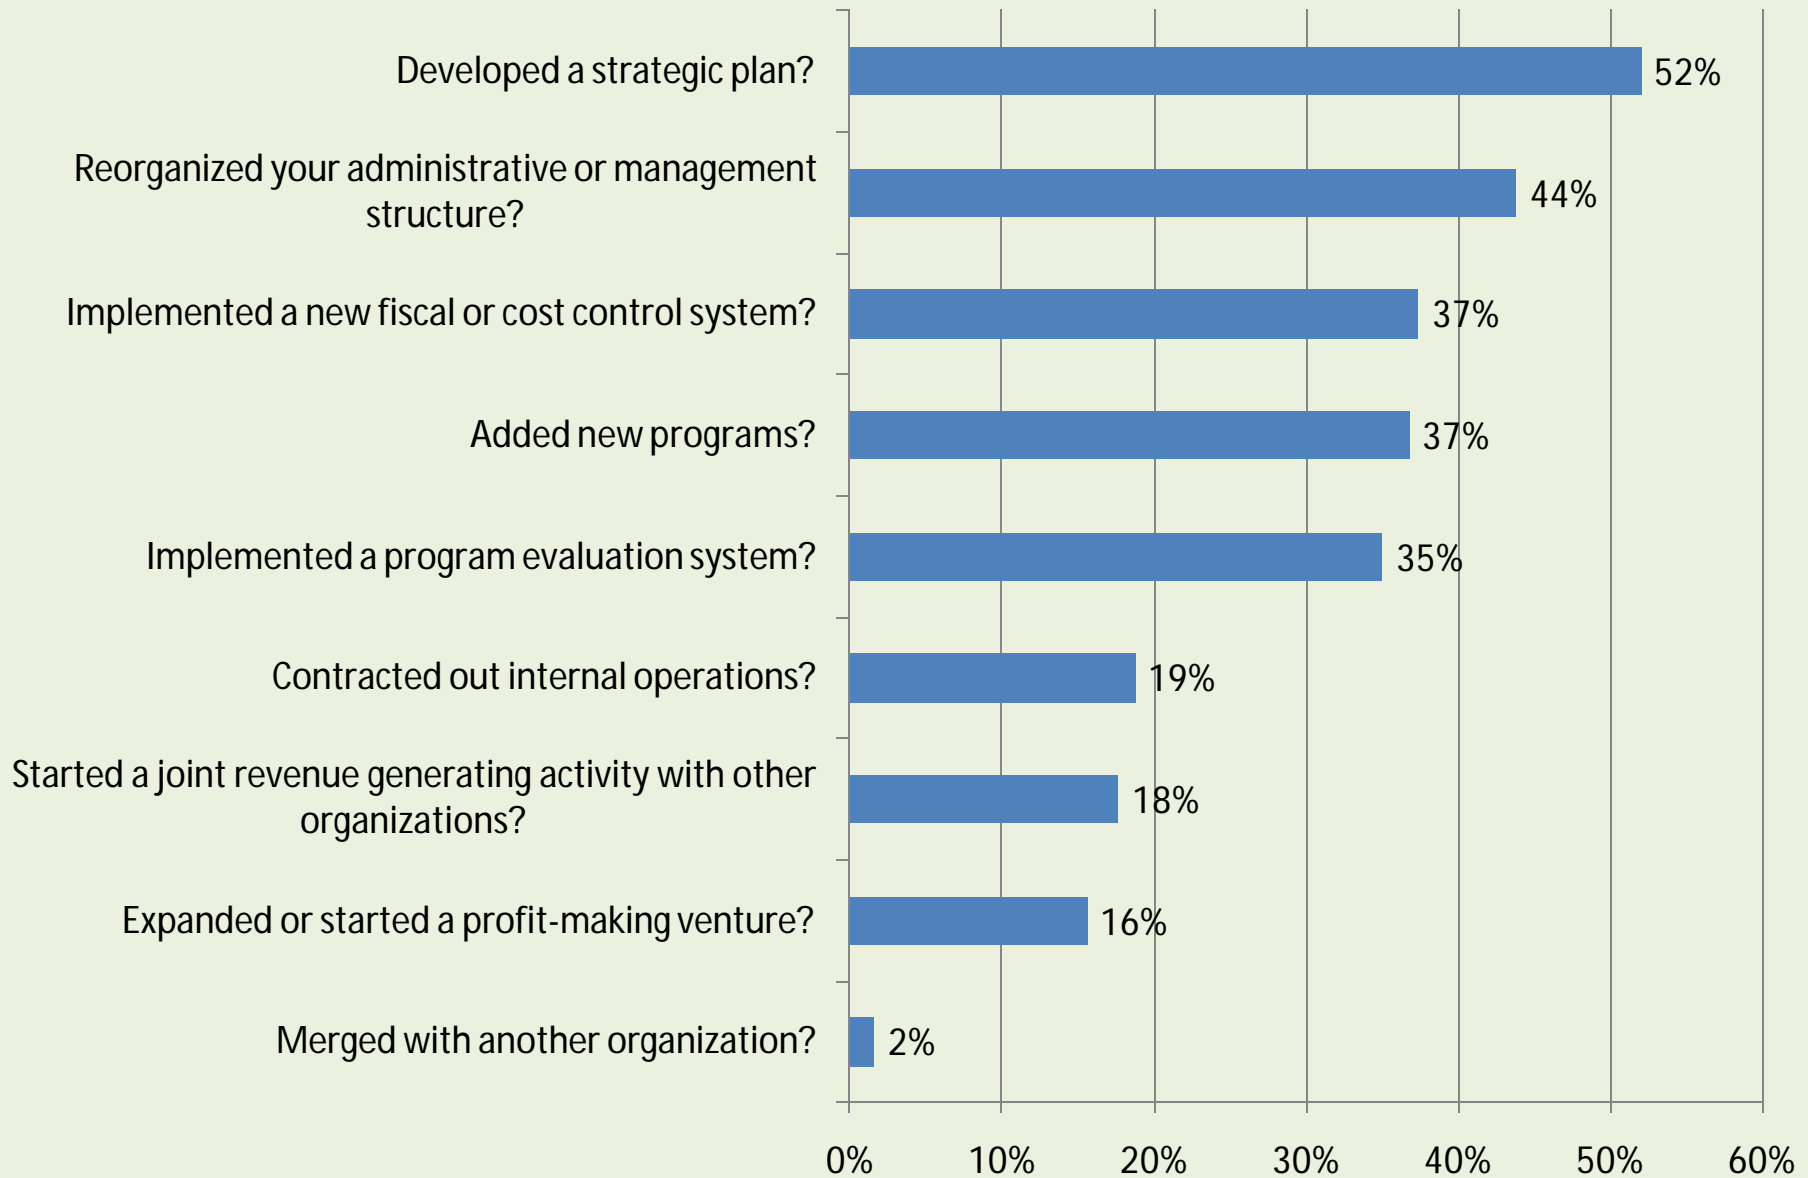 Developed a strategic plan?
52%
Reorganized your administrative or management
structure?
44%
Implemented a new fiscal or cost control system?
37%
Added new programs?
37%
Implemented a program evaluation system?
35%
Contracted out internal operations?
19%
Started a joint revenue generating activity with other
organizations?
18%
Expanded or started a profit-making venture?
16%
Merged with another organization?
2%
0% 10% 20% 30% 40% 50% 60%